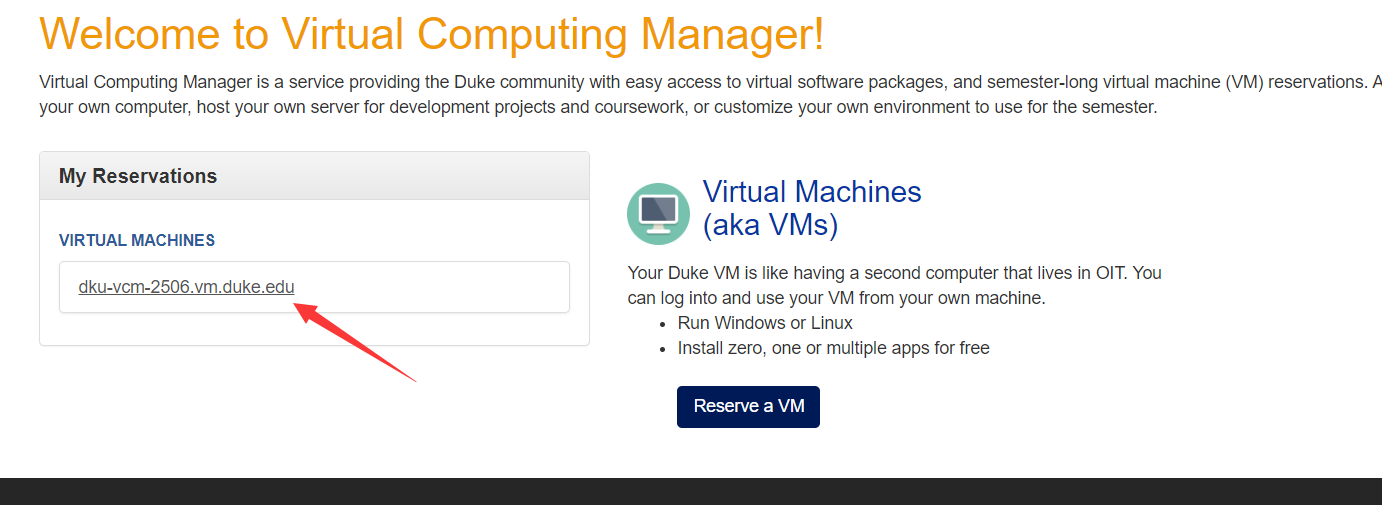 Welcome to Virtual Computing Manager!
Virtual Computing Manager is a service providing the Duke community with easy access to virtual software packages, and semester-long virtual machine (VM) reservations. A
your own computer, host your own server for development projects and coursework, or customize your own environment to use for the semester.
My Reservations
VIRTUAL MACHINES
dku-vcm-2506.vm.duke.edu
Virtual Machines
(aka VMs)
Your Duke VM is like having a second computer that lives in OIT. You
can log into and use your VM from your own machine.
• Run Windows or Linux
• Install zero, one or multiple apps for free
Reserve a VM